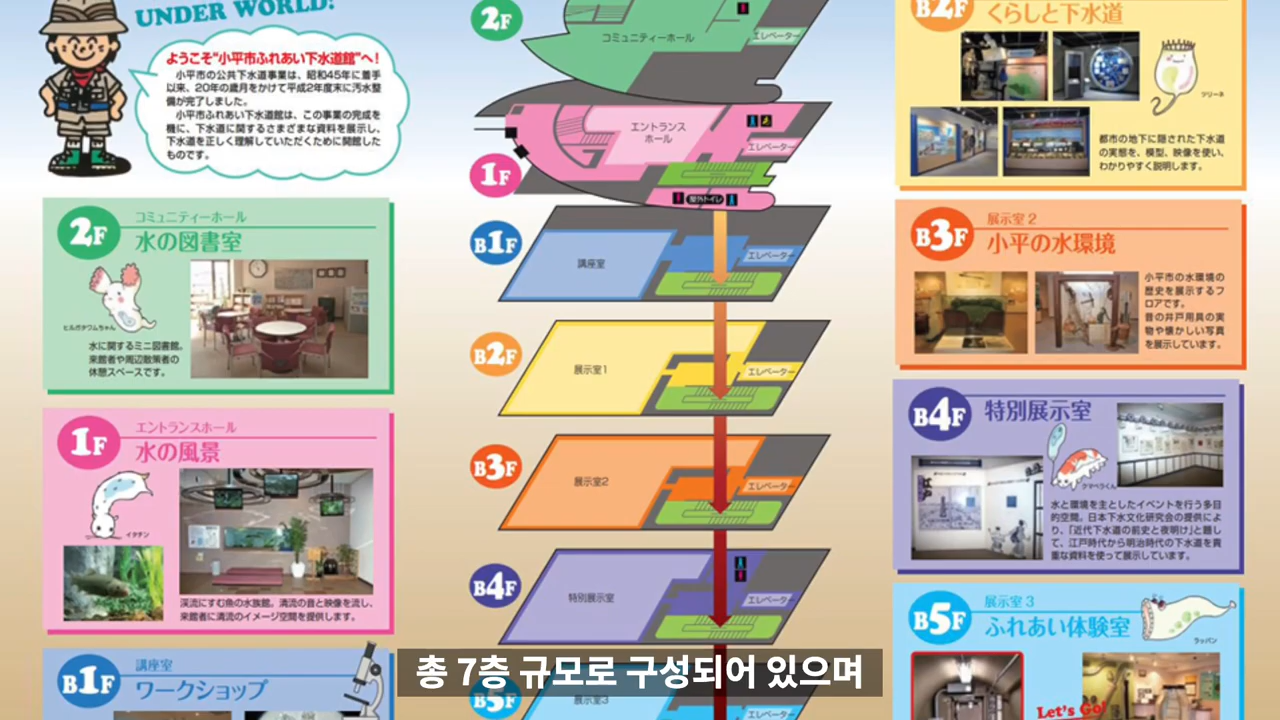 UNDER WORLD!
ようこそ"小平市ふれあい下水道館"へ!
小平市の公共下水道事業は、昭和45年に着手
以来、20年の歳月をかけて平成2年度末に汚水整
備が完了しました。
小平市ふれあい下水道館は、この事業の完成を
機に、下水道に関するさまざまな資料を展示し、
下水道を正しく理解していただくために開館した
ものです。
2F
コミュニティーホール
水の図書室
ヒルガタワムちゃん
水に関するミニ図書館。
来館者や周辺散策者の
休憩スペースです。
1F
エントランスホール
水の風景
イタチン
渓流にすむ魚の水族館。清流の音と映像を流し、
来館者に清流のイメージ空間を提供します。
B1F
講座室
ワークショップ
2F
コミュニティーホール
エレベーター
エントランス
ホール
エレベーター
1F
屋外トイレ
B1F
講座室
エレベーター
B2F
展示室1
エレベーター
B3F
展示室2
エレベーター
B4F
特別展示室
エレベーター
B5F
展示室3
エレベーター
B2F
くらしと下水道
ツリーネ
都市の地下に隠された下水道
の実態を、模型、映像を使い、
わかりやすく説明します。
B3F
展示室2
小平の水環境
小平市の水環境の
歴史を展示するフ
ロアです。
昔の井戸用具の実
物や懐かしい写真
を展示しています。
B4F
特別展示室
クマベラくん
水と環境を主としたイベントを行う多目
的空間。日本下水文化研究会の提供によ
り、「近代下水道の前史と夜明け」と題し
て、江戸時代から明治時代の下水道を貴
重な資料を使って展示しています。
B5F
展示室3
ふれあい体験室
ラッパン
Let's Go!
총 7층 규모로 구성되어 있으며